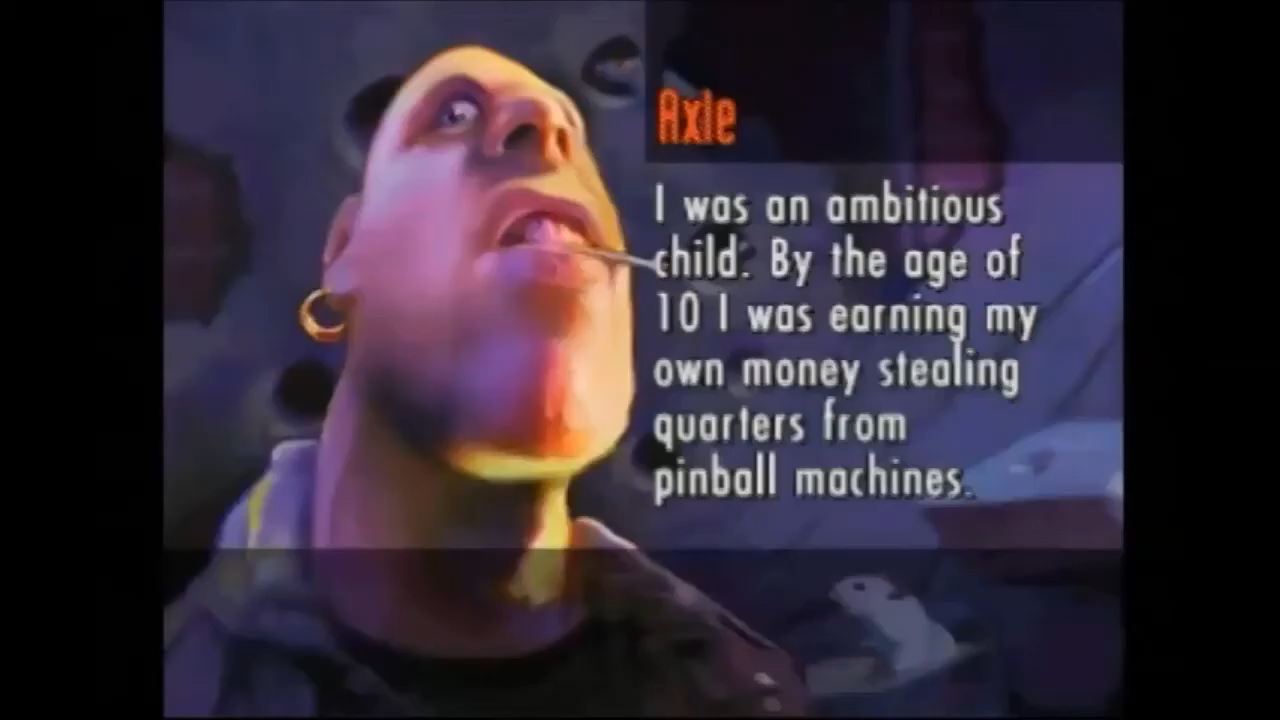 Axle
I was an ambitious
child. By the age of
10 I was earning my
own money stealing
quarters from
pinball machines.